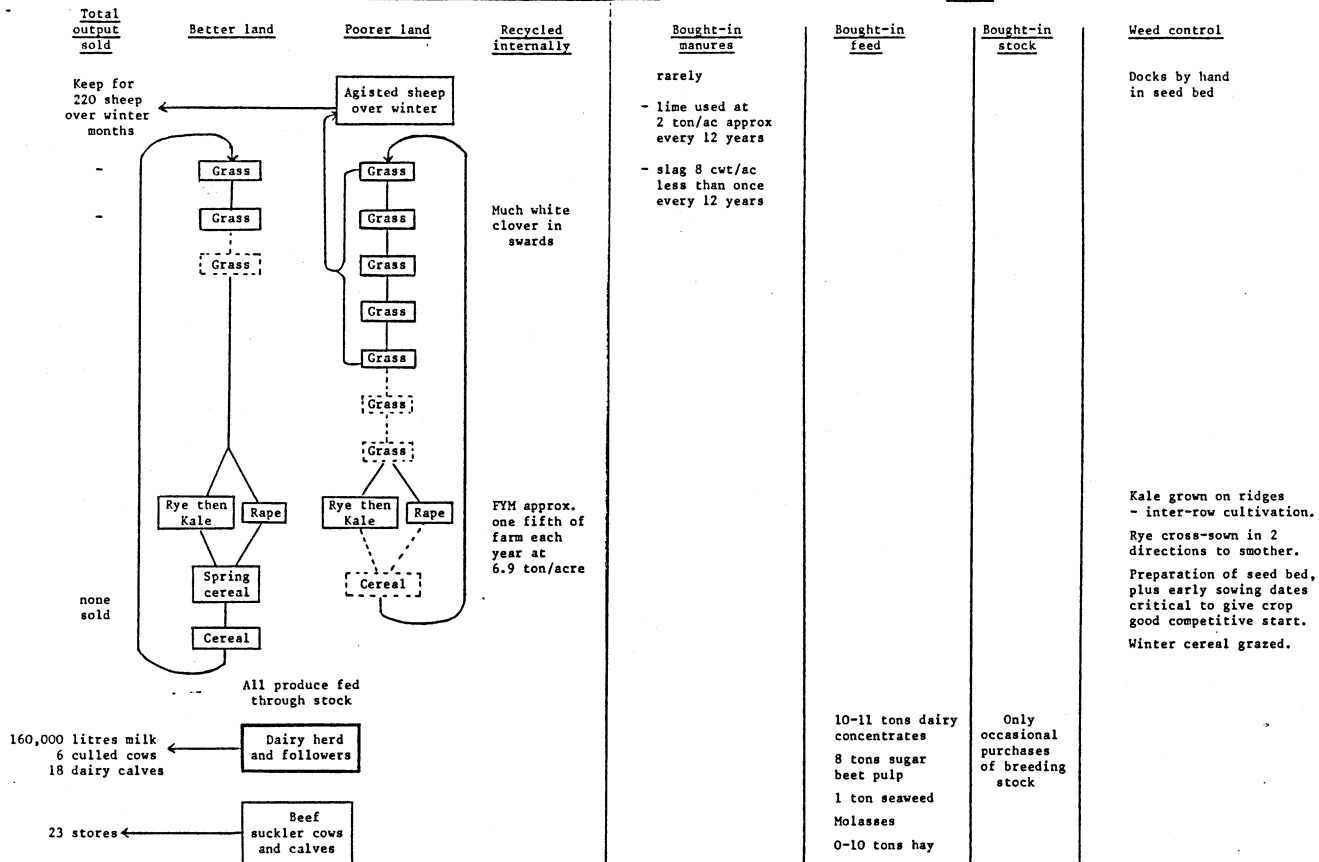 Total
output
sold
Better land
Poorer land
Recycled
internally
Bought-in
manures
Bought-in
feed
Bought-in
stock
Weed control
Keep for
220 sheep
over winter
months
Agisted sheep
over winter
rarely
- lime used at
2 ton/ac approx
every 12 years
- slag 8 cwt/ac
less than once
every 12 years
Docks by hand
in seed bed
-
-
Grass
Grass
Grass
Grass
Grass
Grass
Grass
Grass
Grass
Grass
Much white
clover in
swards
Rye then
Kale
Rape
Rye then
Kale
Rape
FYM approx.
one fifth of
farm each
year at
6.9 ton/acre
Kale grown on ridges
- inter-row cultivation.
Rye cross-sown in 2
directions to smother.
Preparation of seed bed,
plus early sowing dates
critical to give crop
good competitive start.
Winter cereal grazed.
none
sold
Spring
cereal
Cereal
Cereal
All produce fed
through stock
160,000 litres milk
6 culled cows
18 dairy calves
Dairy herd
and followers
10-11 tons dairy
concentrates
8 tons sugar
beet pulp
1 ton seaweed
Molasses
0-10 tons hay
Only
occasional
purchases
of breeding
stock
23 stores
Beef
suckler cows
and calves